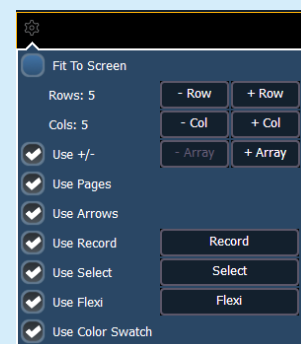 Fit To Screen
Rows: 5 - Row + Row
Cols: 5 - Col + Col
Use +/- - Array + Array
Use Pages
Use Arrows
Use Record Record
Use Select Select
Use Flexi Flexi
Use Color Swatch